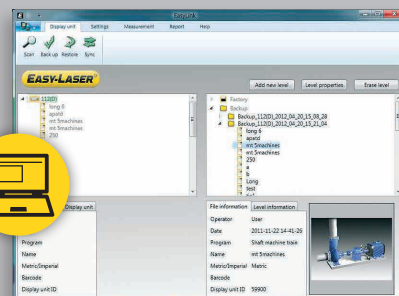 EasyLink
Display unit Settings Measurement Report Help
Scan Back up Restore Sync
EASY-LASER®
Add new level Level properties Erase level
112(D)
long 6
apstd
mt 5machines
mt 5machines
250
Factory
Backup
Backup_112(D)_2012_04_20_15_08_28
Backup_112(D)_2012_04_20_15_21_04
long 6
apstd
mt 5machines
mt 5machines
250
a
b
Long
test
Display unit
Program
Name
Metric/Imperial
Barcode
Display unit ID
File information Level information
Operator User
Date 2011-11-22 14-41-26
Program Shaft machine train
Name mt 5machines
Metric/Imperial Metric
Barcode
Display unit ID 59900